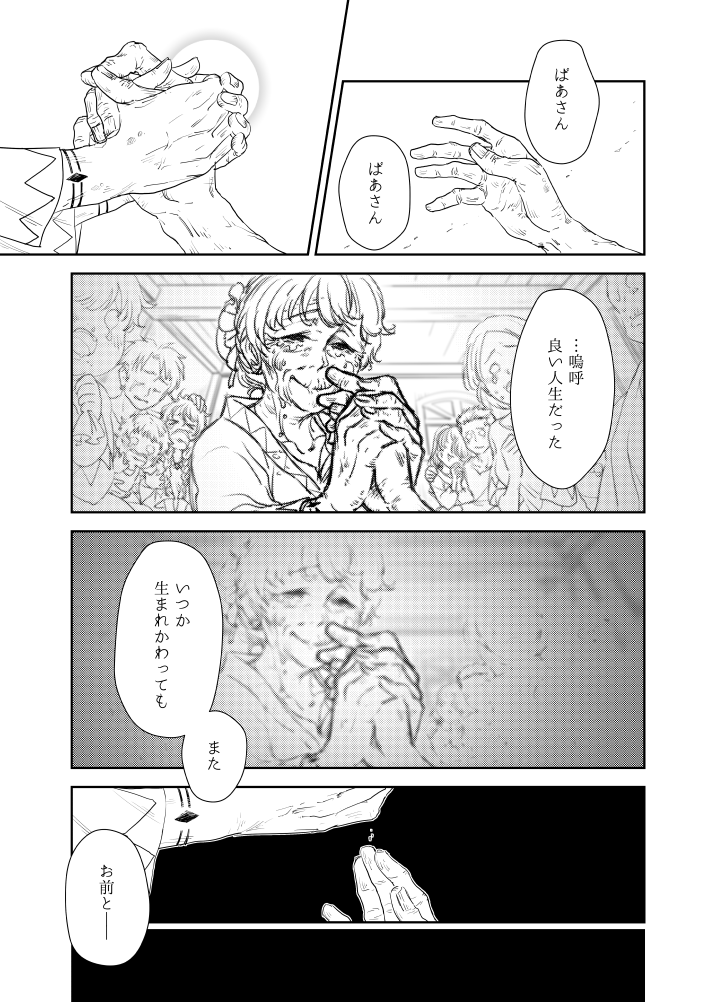 ばあさん
ばあさん
…嗚呼
良い人生だった
いつか
生まれかわっても
また
お前と──